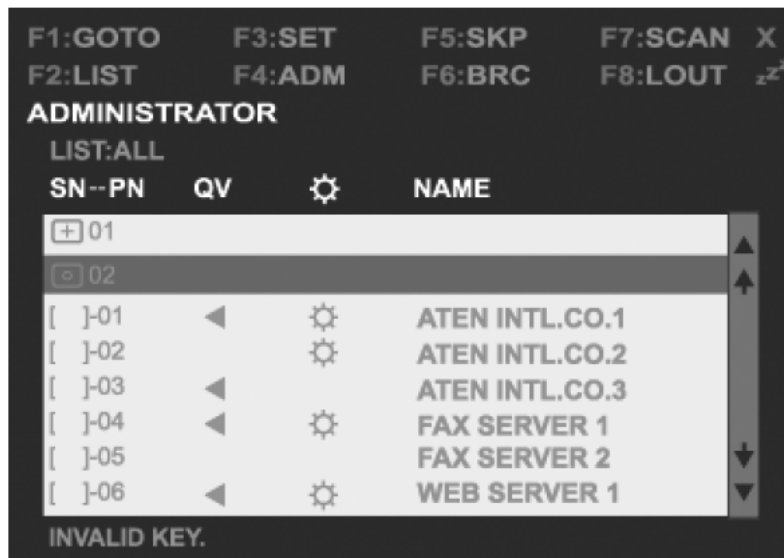 F1:GOTO F3:SET F5:SKP F7:SCAN X
F2:LIST F4:ADM F6:BRC F8:LOUT zzz
ADMINISTRATOR
LIST:ALL
SN--PN QV NAME
01
02
[ ]-01 ATEN INTL.CO.1
[ ]-02 ATEN INTL.CO.2
[ ]-03 ATEN INTL.CO.3
[ ]-04 FAX SERVER 1
[ ]-05 FAX SERVER 2
[ ]-06 WEB SERVER 1
INVALID KEY.